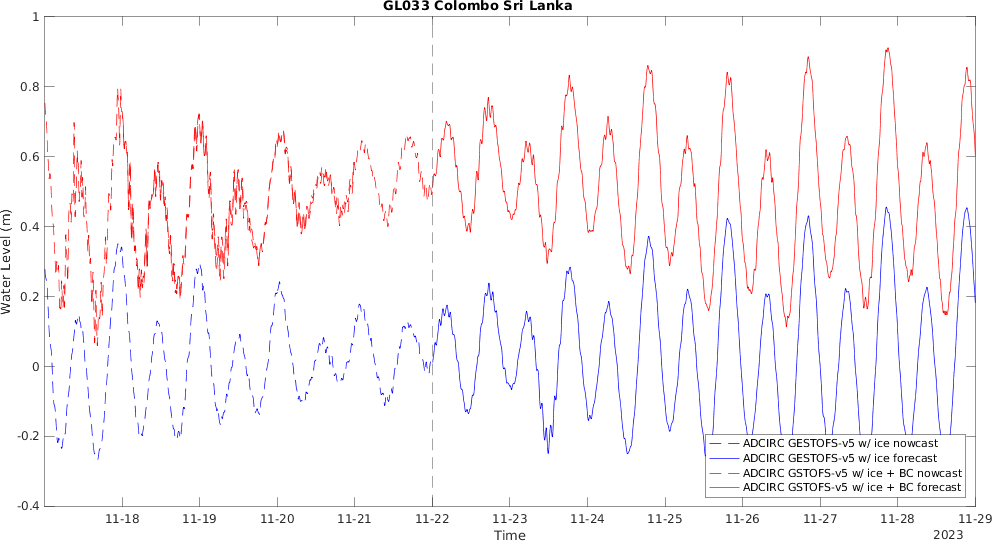 GL033 Colombo Sri Lanka
Water Level (m)
1
0.8
0.6
0.4
0.2
0
-0.2
-0.4
ADCIRC GESTOFS-v5 w/ ice nowcast
ADCIRC GESTOFS-v5 w/ ice forecast
ADCIRC GSTOFS-v5 w/ ice + BC nowcast
ADCIRC GSTOFS-v5 w/ ice + BC forecast
11-18 11-19 11-20 11-21 11-22 11-23 11-24 11-25 11-26 11-27 11-28 11-29
Time
2023